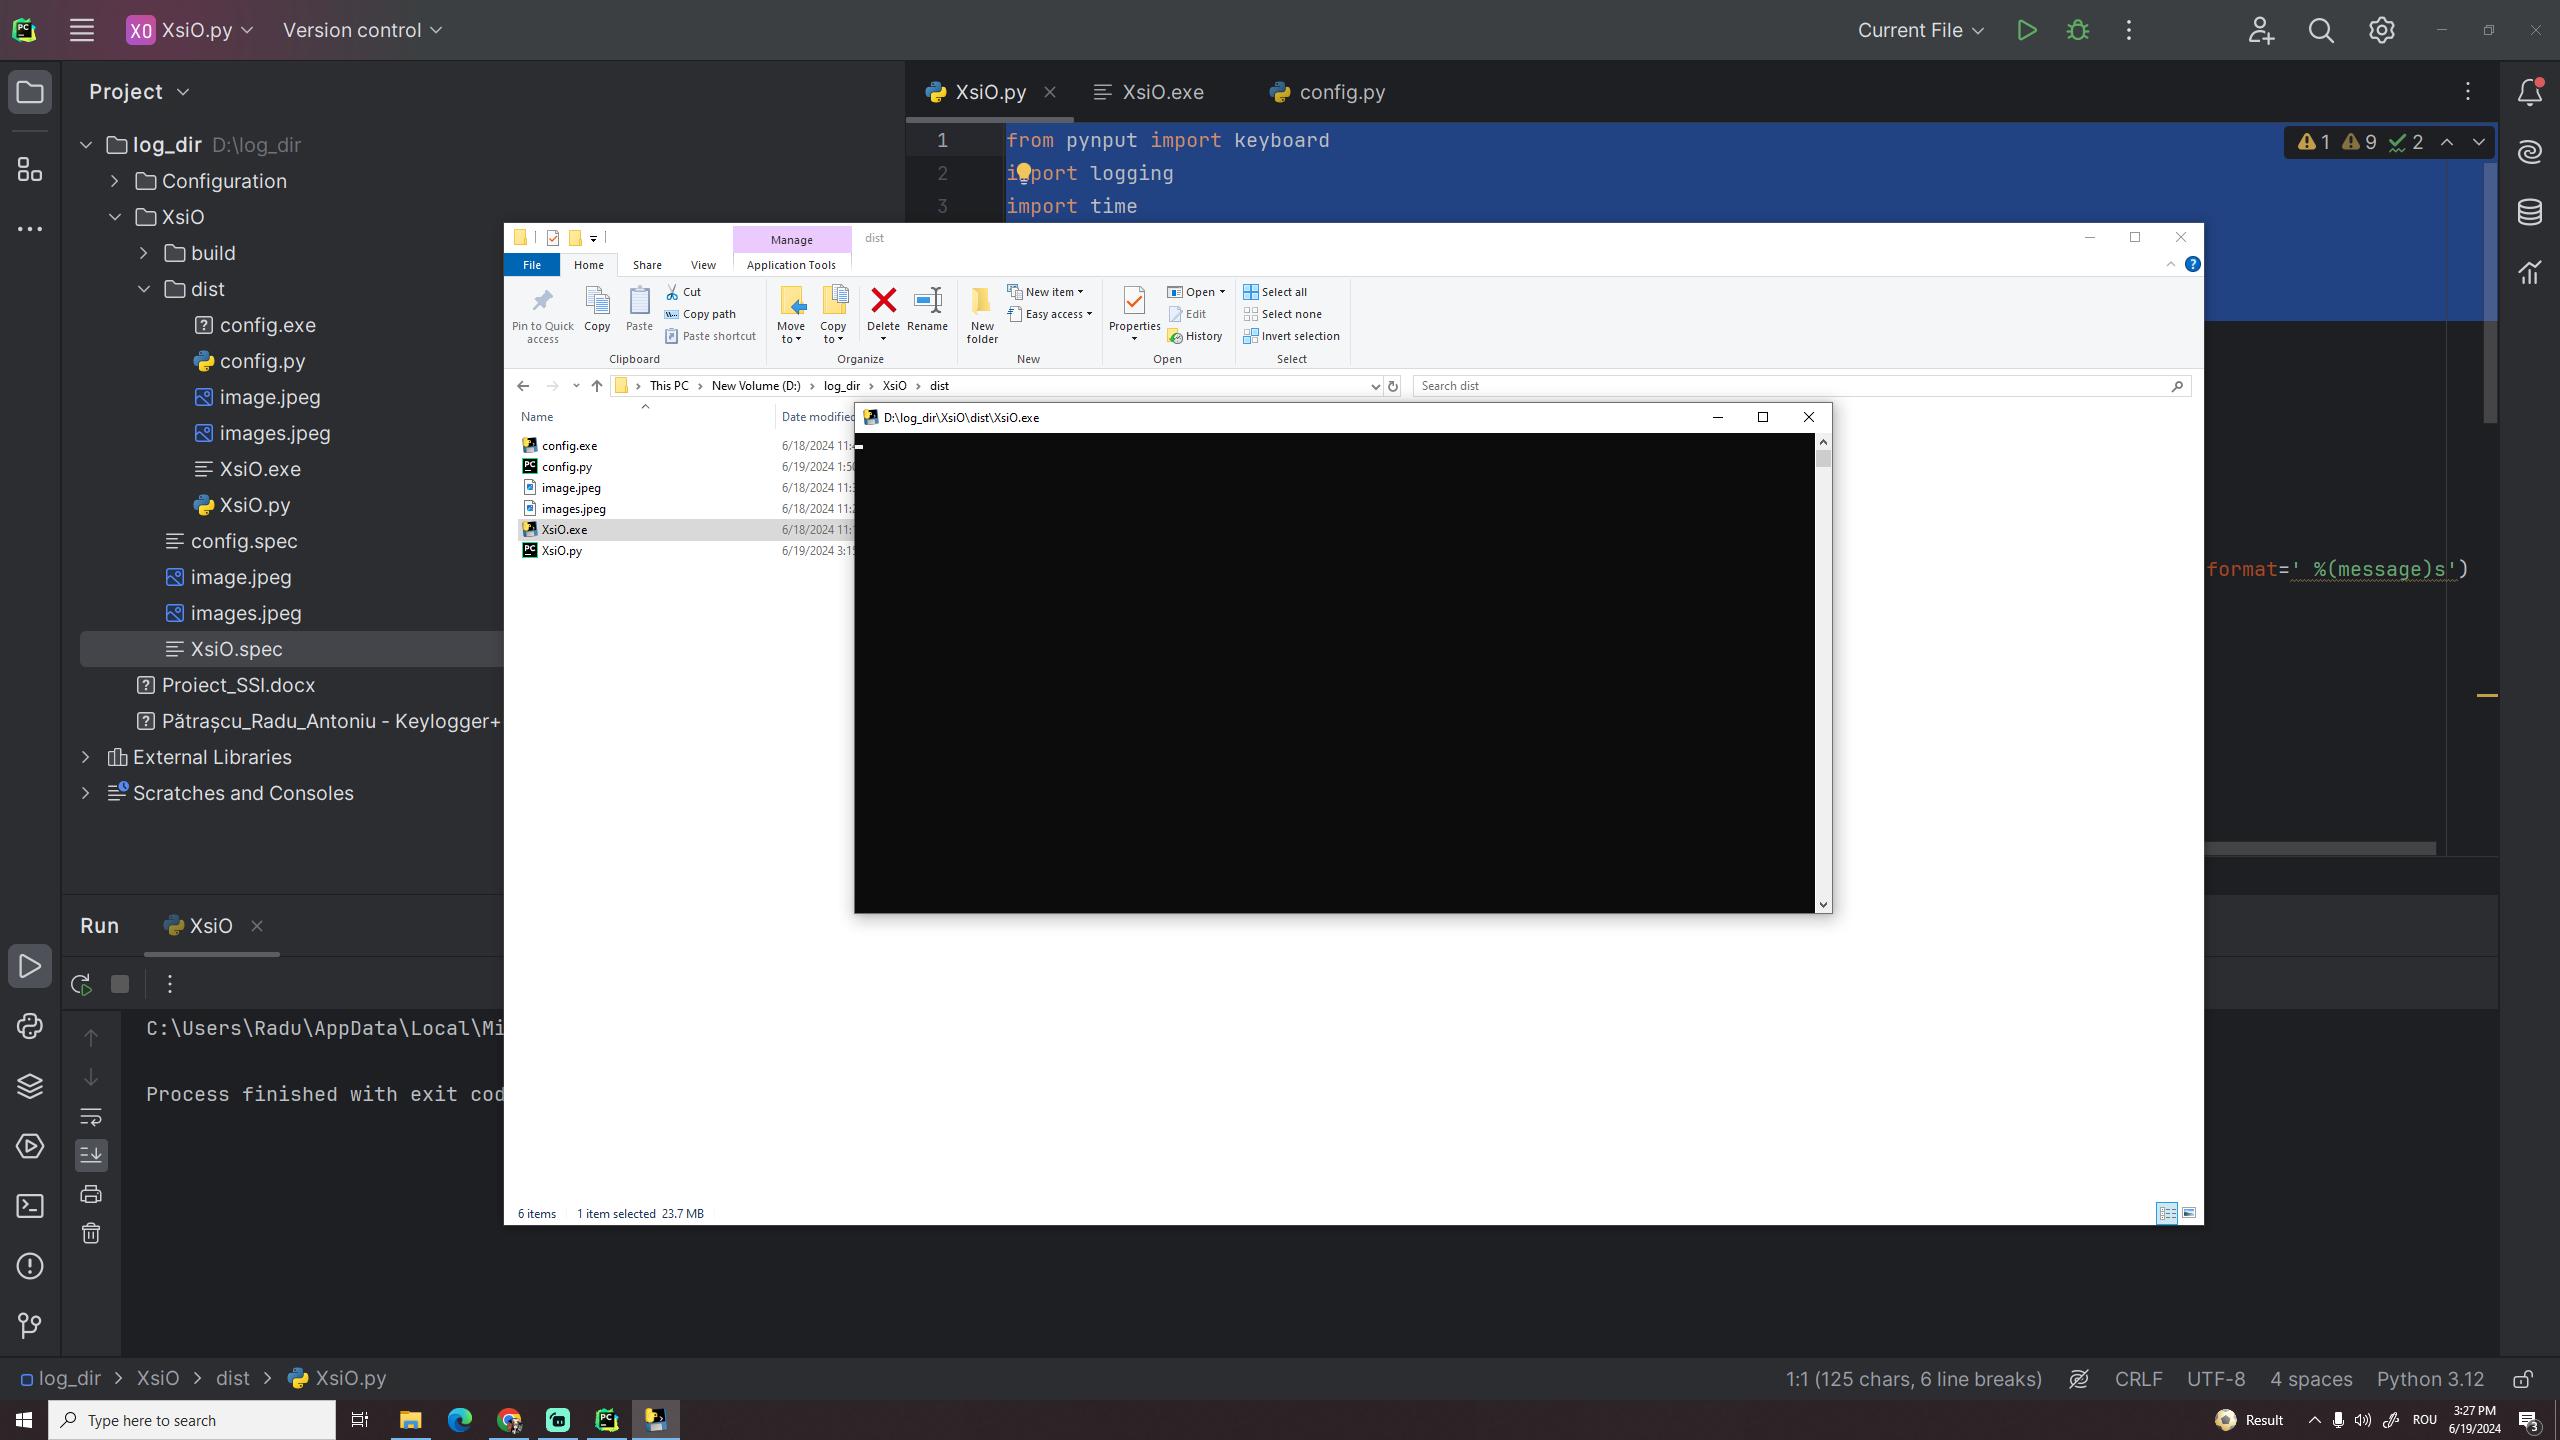 XO XsiO.py Version control Current File
Project
XsiO.py XsiO.exe config.py
log_dir D:\log_dir
Configuration
XsiO
build
dist
config.exe
config.py
image.jpeg
images.jpeg
XsiO.exe
XsiO.py
config.spec
image.jpeg
images.jpeg
XsiO.spec
Proiect_SSI.docx
Pătrașcu_Radu_Antoniu - Keylogger+
External Libraries
Scratches and Consoles
1 from pynput import keyboard
2 import logging
3 import time
1 9 2
format=' %(message)s')
Manage dist
File Home Share View Application Tools
Pin to Quick access
Copy
Paste
Cut
Copy path
Paste shortcut
Clipboard
Move to
Copy to
Delete
Rename
Organize
New folder
New item
Easy access
New
Properties
Open
Edit
History
Open
Select all
Select none
Invert selection
Select
This PC New Volume (D:) log_dir XsiO dist Search dist
Name Date modified
config.exe 6/18/2024
config.py 6/19/2024
image.jpeg 6/18/2024
images.jpeg 6/18/2024
XsiO.exe 6/18/2024
XsiO.py 6/19/2024
D:\log_dir\XsiO\dist\XsiO.exe
6 items 1 item selected 23.7 MB
Run XsiO
C:\Users\Radu\AppData\Local\Mi
Process finished with exit cod
log_dir > XsiO > dist > XsiO.py 1:1 (125 chars, 6 line breaks) CRLF UTF-8 4 spaces Python 3.12
Type here to search Result ROU 3:27 PM
6/19/2024 3